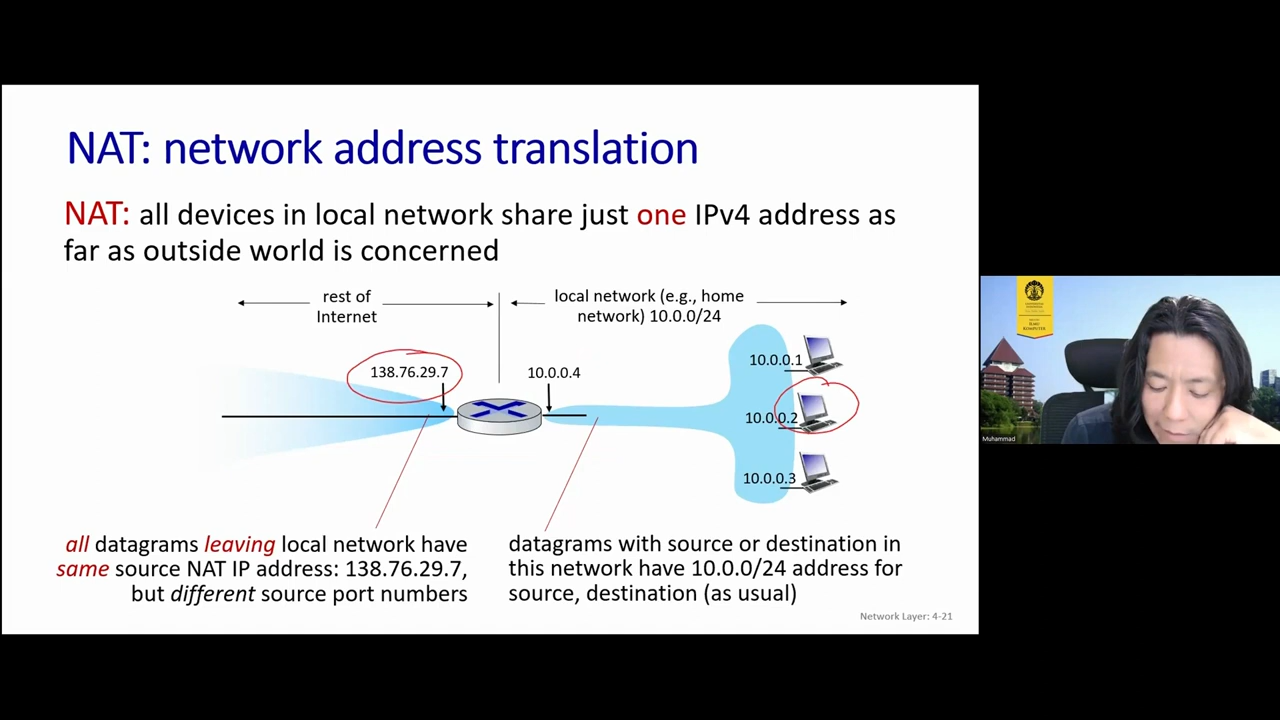 NAT: network address translation
NAT: all devices in local network share just one IPv4 address as
far as outside world is concerned
rest of
Internet
local network (e.g., home
network) 10.0.0/24
138.76.29.7
10.0.0.4
10.0.0.1
10.0.0.2
10.0.0.3
all datagrams leaving local network have
same source NAT IP address: 138.76.29.7,
but different source port numbers
datagrams with source or destination in
this network have 10.0.0/24 address for
source, destination (as usual)
Network Layer: 4-21
ILMU
KOMPUTER
Muhammad